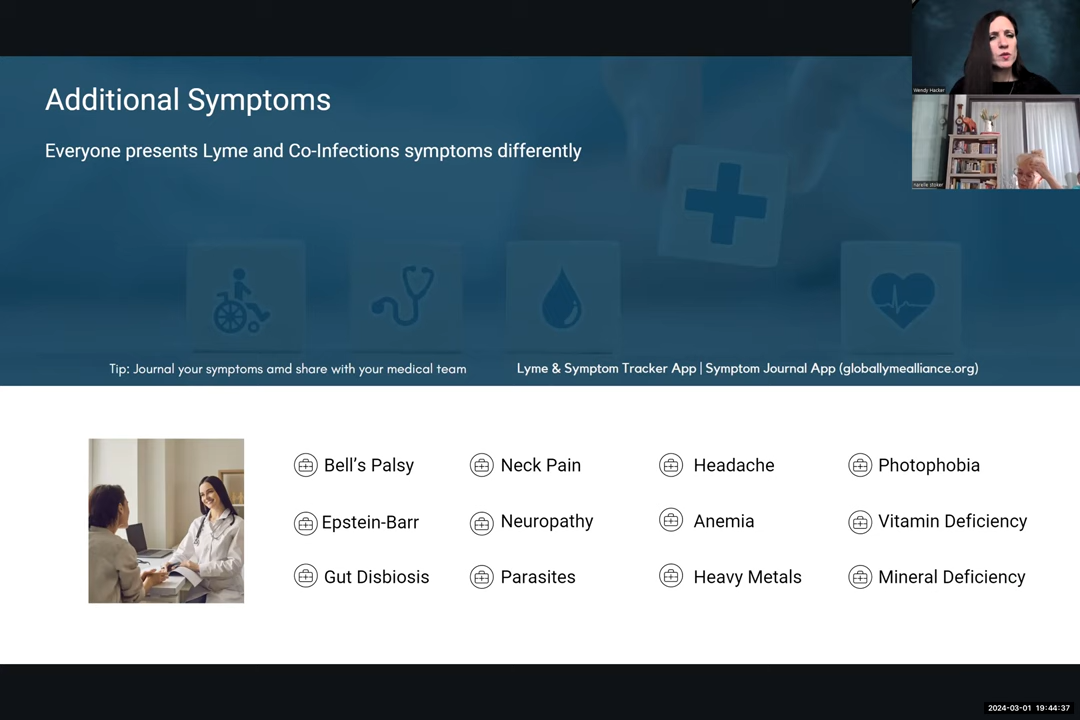 Additional Symptoms
Everyone presents Lyme and Co-Infections symptoms differently
Wendy Hacker
Tip: Journal your symptoms amd share with your medical team
Lyme & Symptom Tracker App | Symptom Journal App (globallymealliance.org)
Bell's Palsy
Neck Pain
Headache
Photophobia
Epstein-Barr
Neuropathy
Anemia
Vitamin Deficiency
Gut Disbiosis
Parasites
Heavy Metals
Mineral Deficiency
2024-03-01 19:44:37